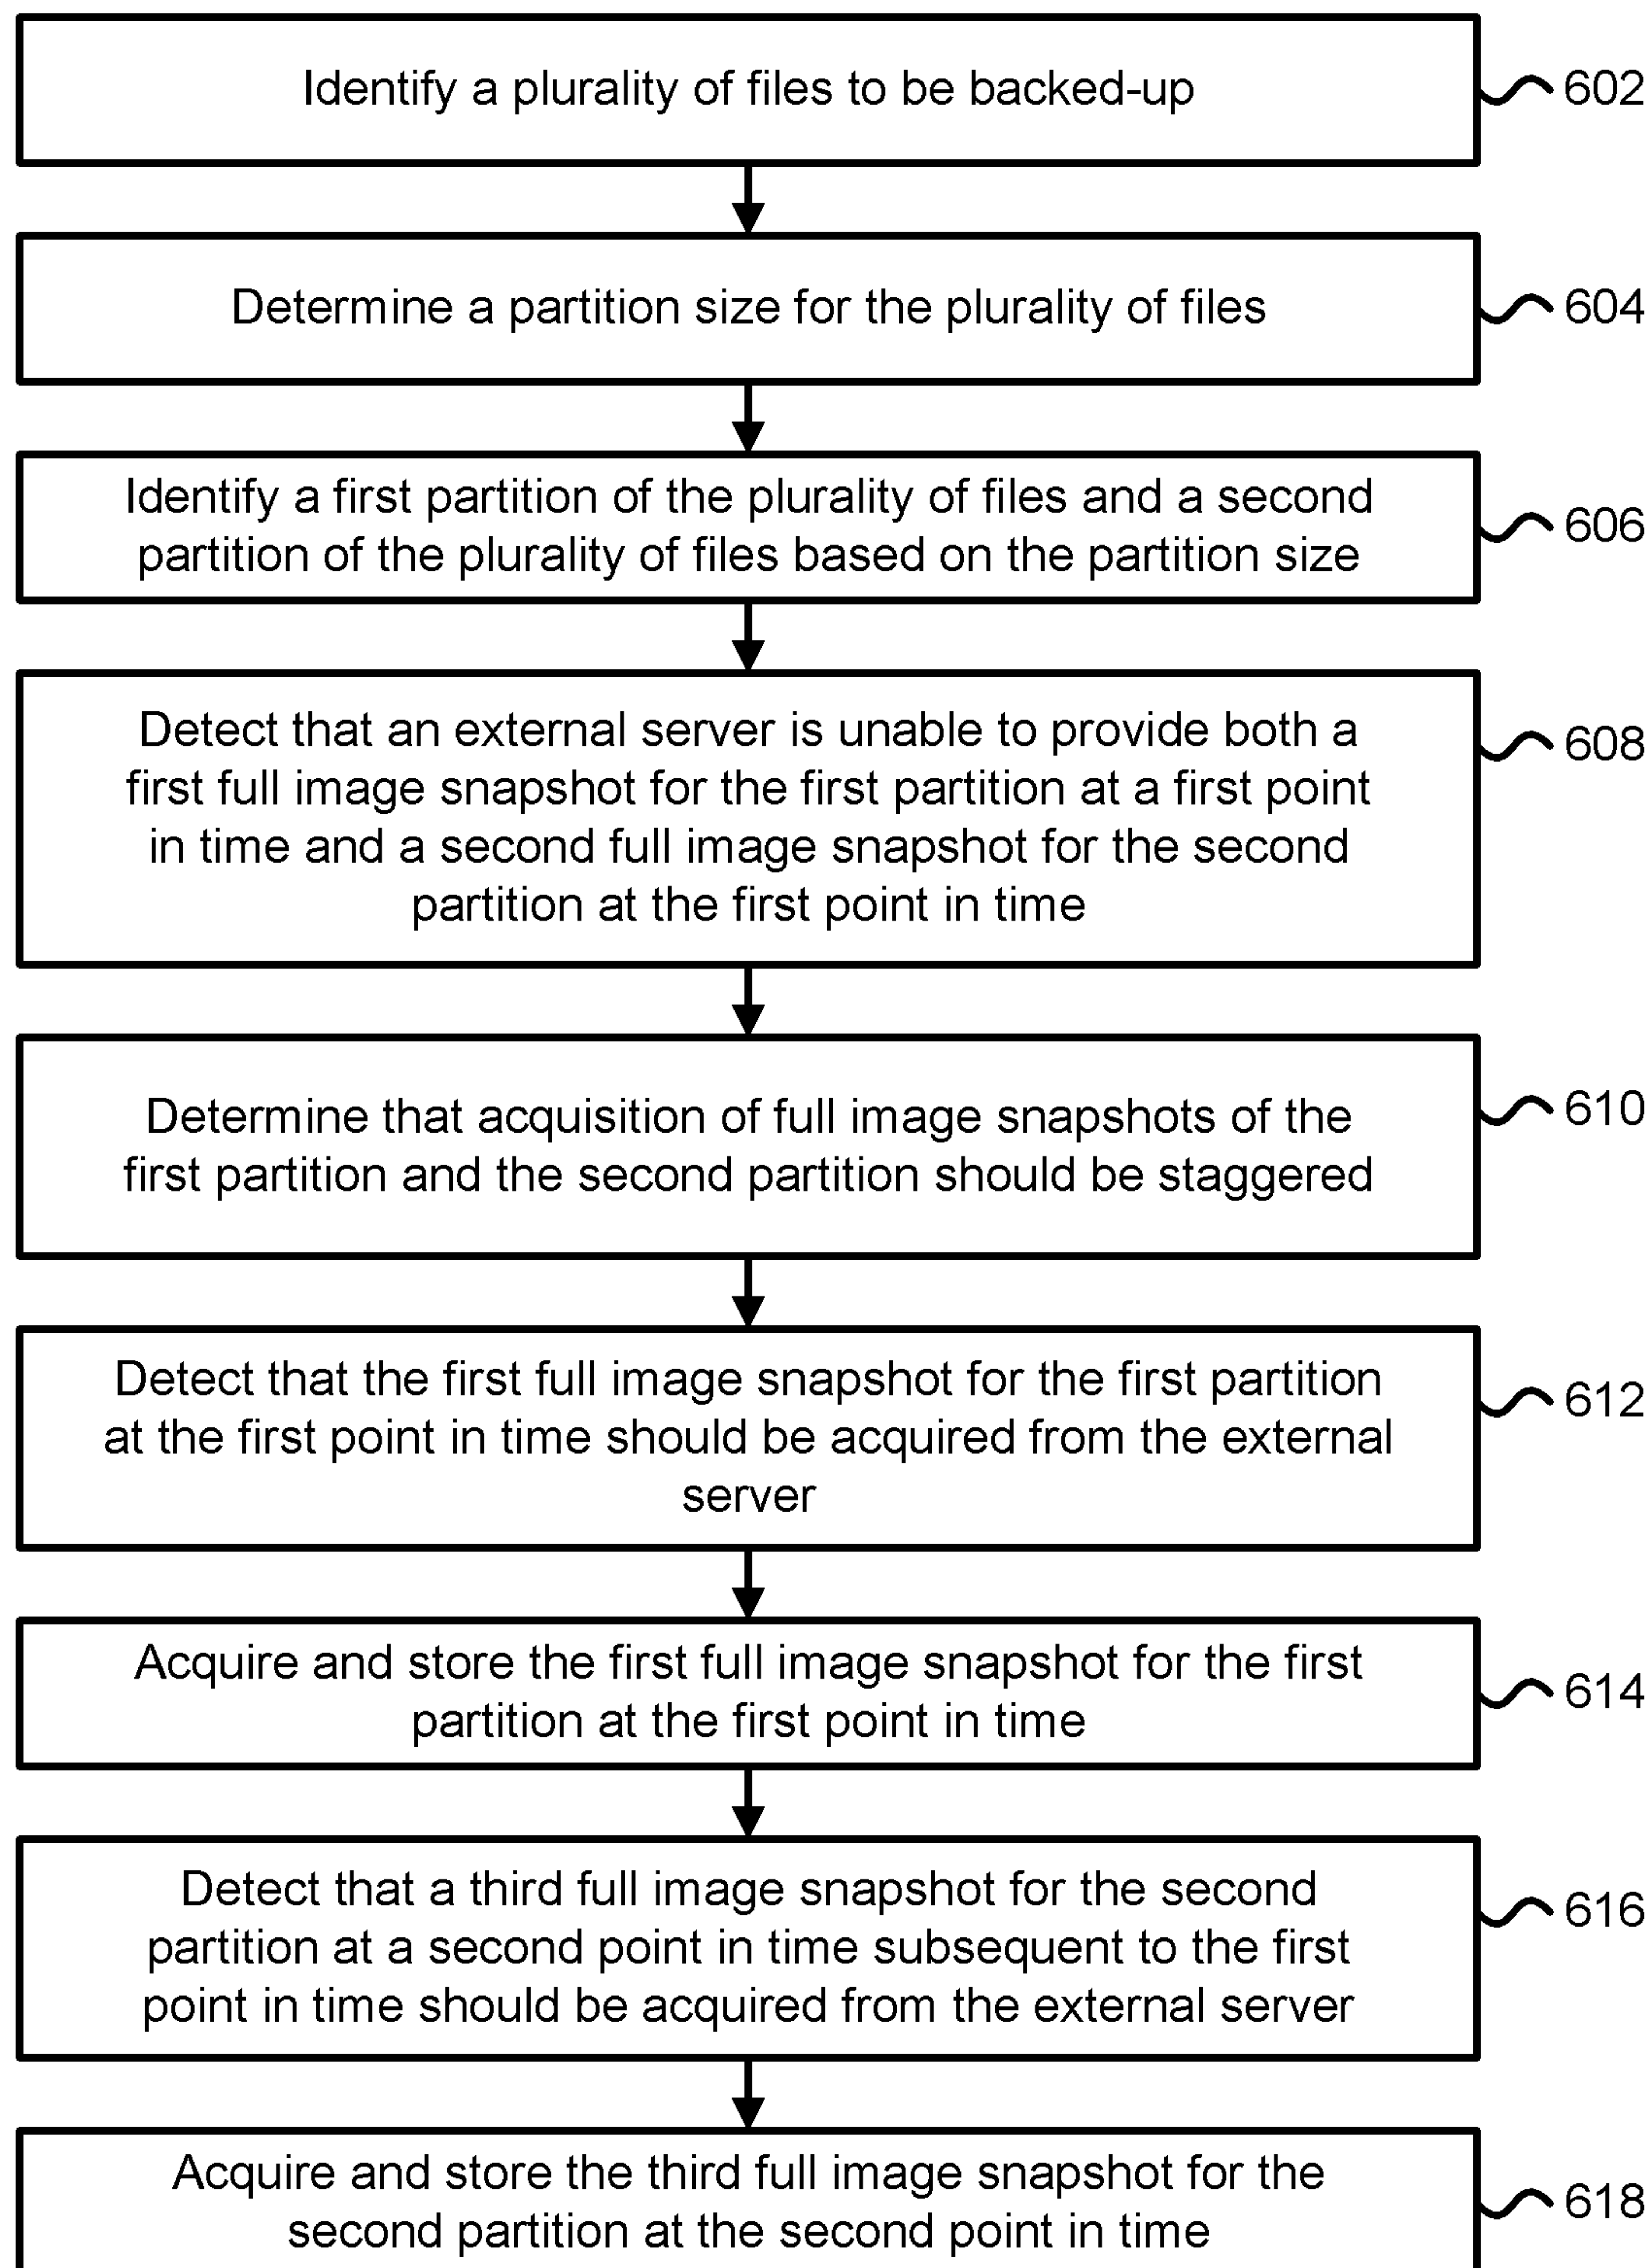 Identify a plurality of files to be backed-up
602
Determine a partition size for the plurality of files
604
Identify a first partition of the plurality of files and a second
partition of the plurality of files based on the partition size
606
Detect that an external server is unable to provide both a
first full image snapshot for the first partition at a first point
in time and a second full image snapshot for the second
partition at the first point in time
608
Determine that acquisition of full image snapshots of the
first partition and the second partition should be staggered
610
Detect that the first full image snapshot for the first partition
at the first point in time should be acquired from the external
server
612
Acquire and store the first full image snapshot for the first
partition at the first point in time
614
Detect that a third full image snapshot for the second
partition at a second point in time subsequent to the first
point in time should be acquired from the external server
616
Acquire and store the third full image snapshot for the
second partition at the second point in time
618